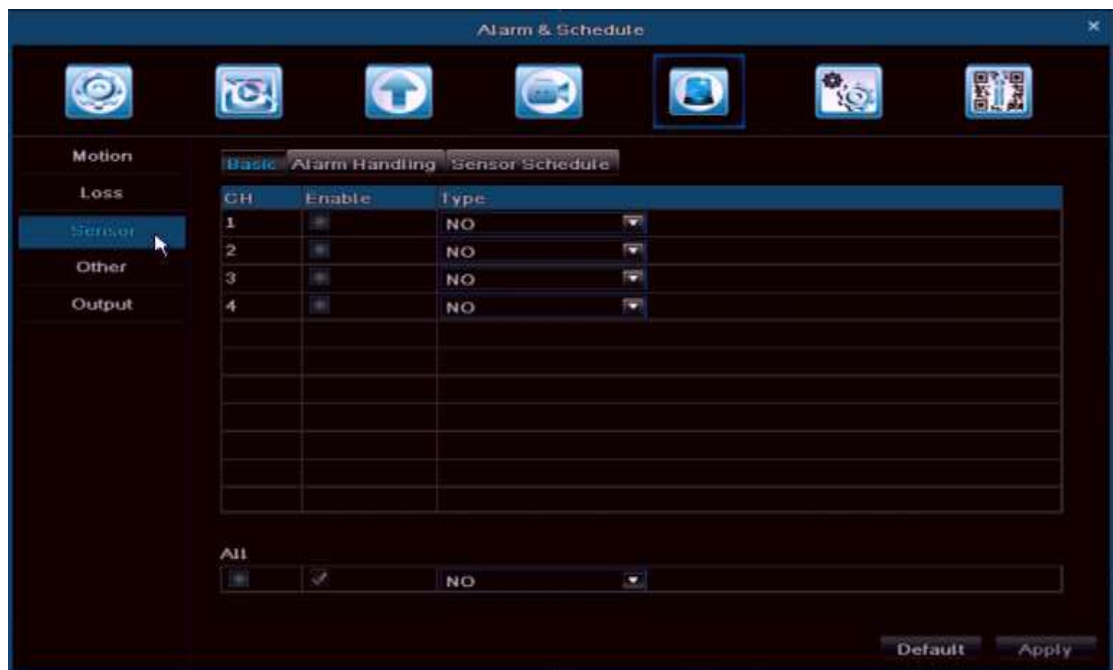 Alarm & Schedule
Motion
Loss
Sensor
Other
Output
Basic Alarm Handling Sensor Schedule
CH Enable Type
1 NO
2 NO
3 NO
4 NO
All
NO
Default Apply